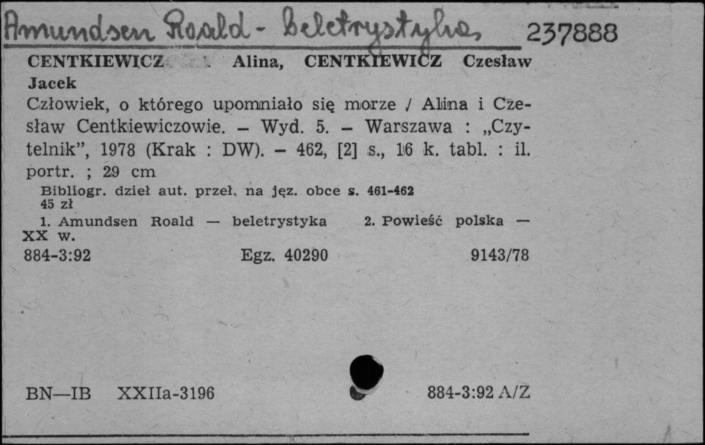 Amundsen Roald - beletrystyka 237888
CENTKIEWICZ Alina, CENTKIEWICZ Czesław
Jacek
Człowiek, o którego upomniało się morze / Alina i Cze-
sław Centkiewiczowie. — Wyd. 5. — Warszawa : „Czy-
telnik”, 1978 (Krak : DW). — 462, [2] s., 16 k. tabl. : il.
portr. ; 29 cm
Bibliogr. dzieł aut. przeł. na jęz. obce s. 461-462
45 zł
1. Amundsen Roald — beletrystyka 2. Powieść polska —
XX w.
884-3:92 Egz. 40290 9143/78
BN—IB XXIIa-3196 884-3:92 A/Z